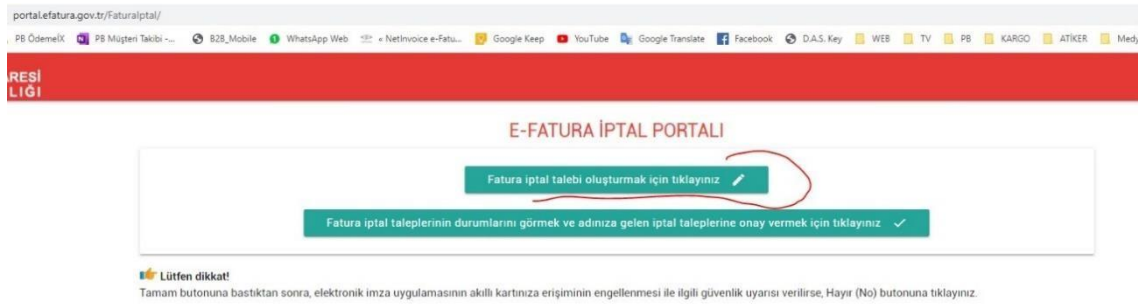 portal.efatura.gov.tr/FaturaIptal/
PB ÖdemelX PB Müşteri Takibi -... B2B_Mobile WhatsApp Web « NetInvoice e-Fatu... Google Keep YouTube Google Translate Facebook D.A.S. Key WEB TV PB KARGO ATİKER Medy
RESİ
LIĞI
E-FATURA İPTAL PORTALI
Fatura iptal talebi oluşturmak için tıklayınız
Fatura iptal taleplerinin durumlarını görmek ve adınıza gelen iptal taleplerine onay vermek için tıklayınız
Lütfen dikkat!
Tamam butonuna bastıktan sonra, elektronik imza uygulamasının akıllı kartınıza erişiminin engellenmesi ile ilgili güvenlik uyarısı verilirse, Hayır (No) butonuna tıklayınız.